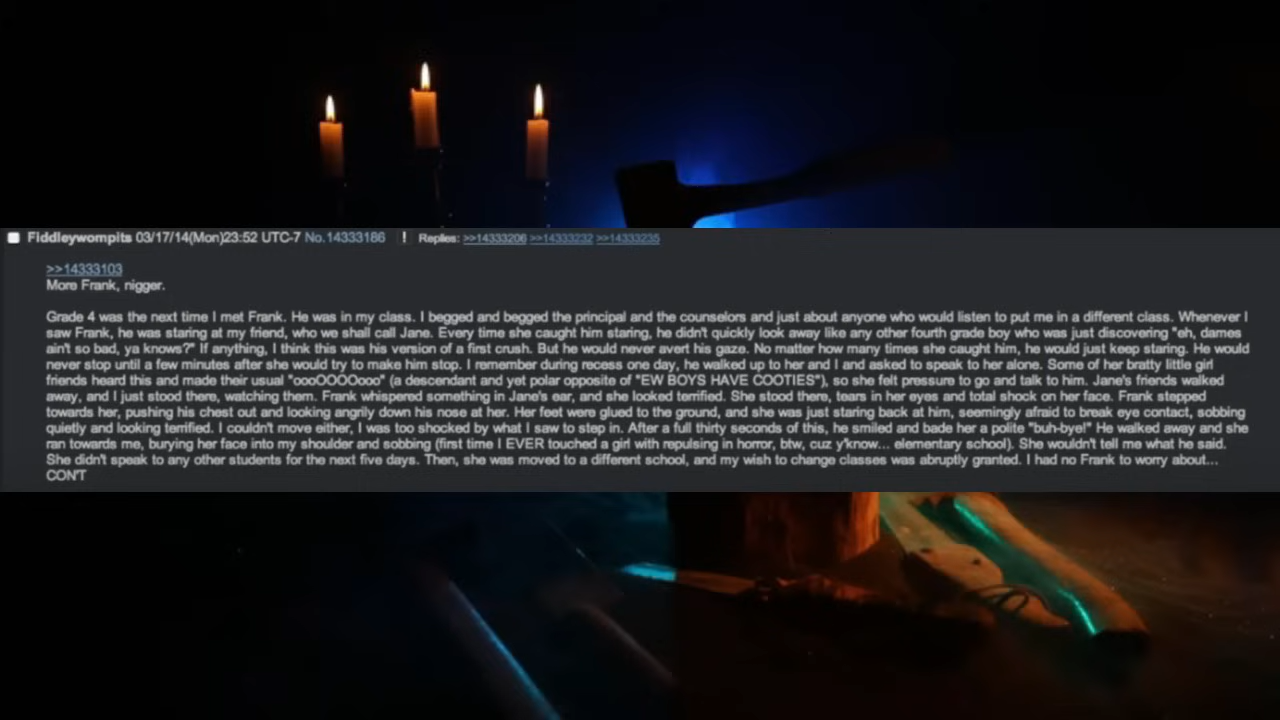 Fiddleywompits 03/17/14(Mon)23:52 UTC-7 No.14333186 ! Replies: >>14333206 >>14333232 >>14333235
>>14333103
More Frank, nigger.
Grade 4 was the next time I met Frank. He was in my class. I begged and begged the principal and the counselors and just about anyone who would listen to put me in a different class. Whenever I
saw Frank, he was staring at my friend, who we shall call Jane. Every time she caught him staring, he didn't quickly look away like any other fourth grade boy who was just discovering "eh, dames
ain't so bad, ya knows?" If anything, I think this was his version of a first crush. But he would never avert his gaze. No matter how many times she caught him, he would just keep staring. He would
never stop until a few minutes after she would try to make him stop. I remember during recess one day, he walked up to her and I and asked to speak to her alone. Some of her bratty little girl
friends heard this and made their usual "oooOOOOooo" (a descendant and yet polar opposite of "EW BOYS HAVE COOTIES"), so she felt pressure to go and talk to him. Jane's friends walked
away, and I just stood there, watching them. Frank whispered something in Jane's ear, and she looked terrified. She stood there, tears in her eyes and total shock on her face. Frank stepped
towards her, pushing his chest out and looking angrily down his nose at her. Her feet were glued to the ground, and she was just staring back at him, seemingly afraid to break eye contact, sobbing
quietly and looking terrified. I couldn't move either, I was too shocked by what I saw to step in. After a full thirty seconds of this, he smiled and bade her a polite "buh-bye!" He walked away and she
ran towards me, burying her face into my shoulder and sobbing (first time I EVER touched a girl with repulsing in horror, btw, cuz y'know... elementary school). She wouldn't tell me what he said.
She didn't speak to any other students for the next five days. Then, she was moved to a different school, and my wish to change classes was abruptly granted. I had no Frank to worry about...
CON'T